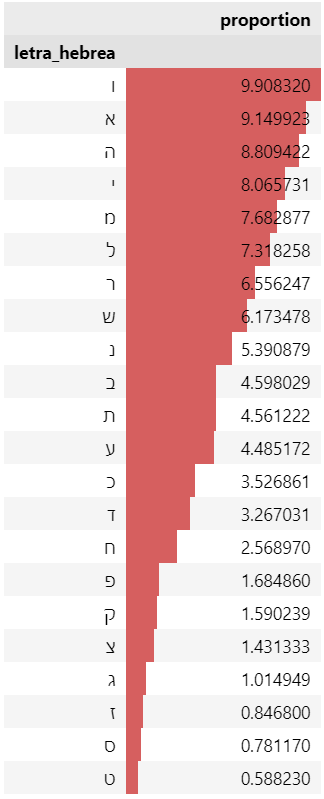 proportion
letra_hebrea
ו 9.908320
א 9.149923
ה 8.809422
י 8.065731
מ 7.682877
ל 7.318258
ר 6.556247
ש 6.173478
נ 5.390879
ב 4.598029
ת 4.561222
ע 4.485172
כ 3.526861
ד 3.267031
ח 2.568970
פ 1.684860
ק 1.590239
צ 1.431333
ג 1.014949
ז 0.846800
ס 0.781170
ט 0.588230